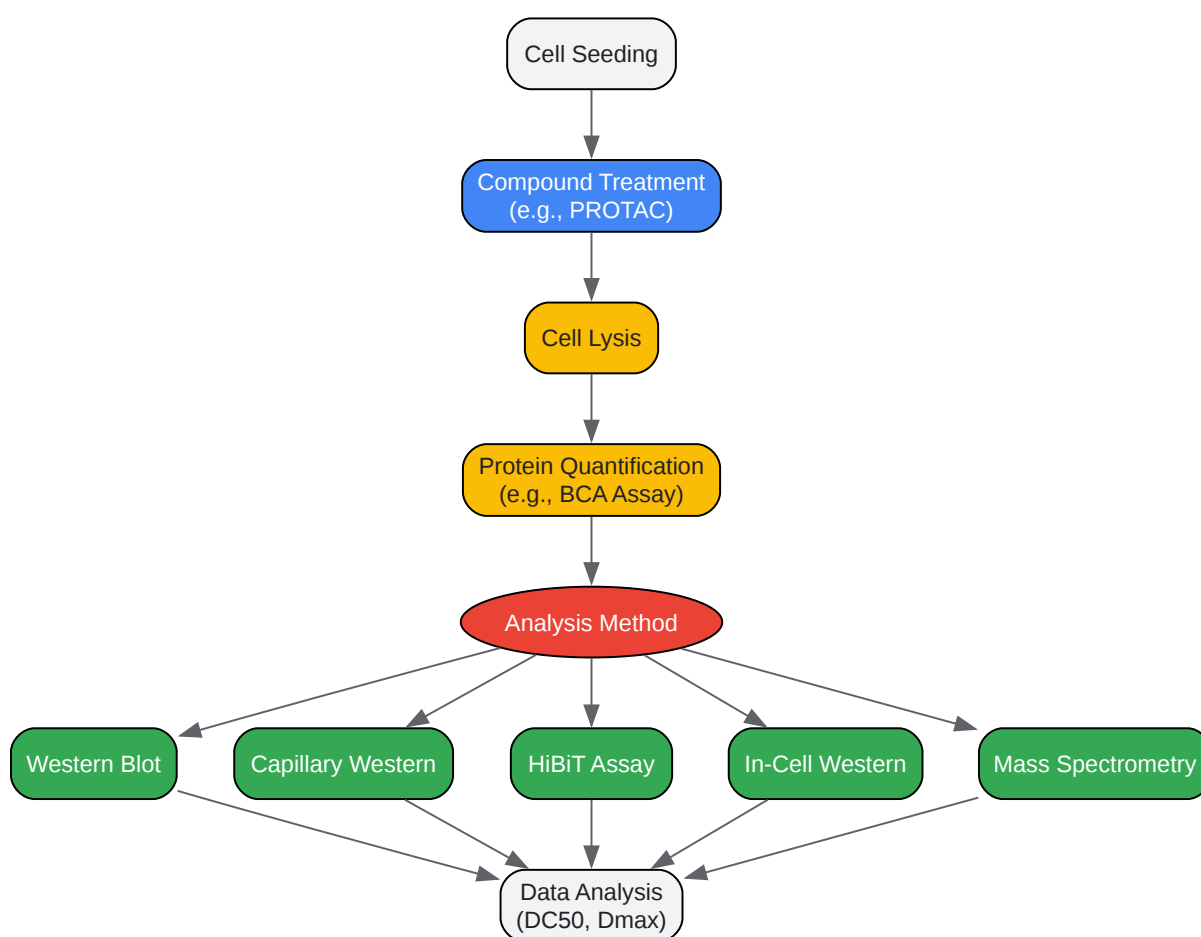 Cell Seeding
Compound Treatment
(e.g., PROTAC)
Cell Lysis
Protein Quantification
(e.g., BCA Assay)
Analysis Method
Western Blot
Capillary Western
HiBiT Assay
In-Cell Western
Mass Spectrometry
Data Analysis
(DC50, Dmax)